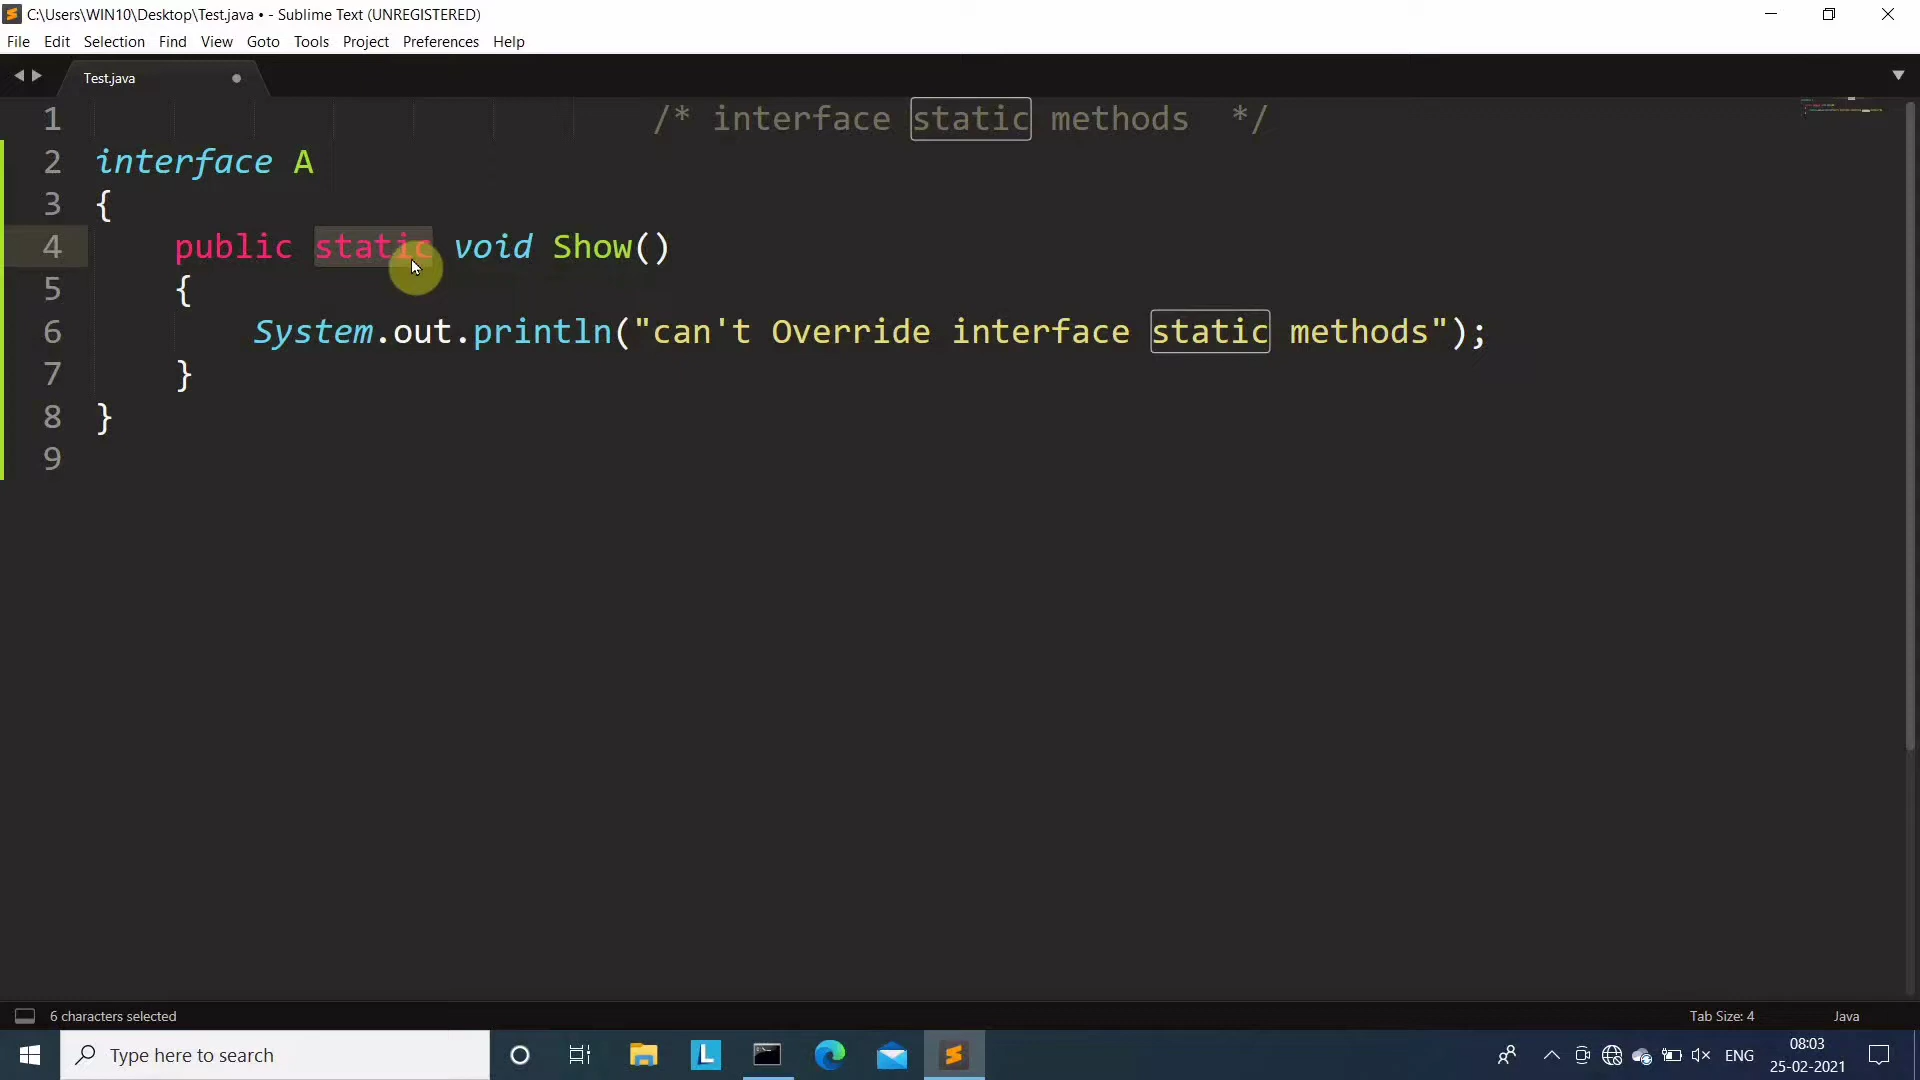 C:\Users\WIN10\Desktop\Test.java • - Sublime Text (UNREGISTERED)
File Edit Selection Find View Goto Tools Project Preferences Help
Test.java
1 /* interface static methods */
2 interface A
3 {
4 public static void Show()
5 {
6 System.out.println("can't Override interface static methods");
7 }
8 }
9
6 characters selected Tab Size: 4 Java
Type here to search
L
ENG
08:03
25-02-2021